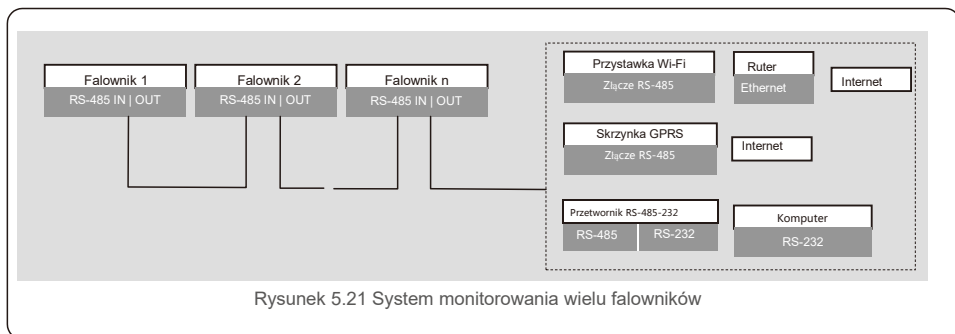 Falownik 1
RS-485 IN | OUT
Falownik 2
RS-485 IN | OUT
Falownik n
RS-485 IN | OUT
Przystawka Wi-Fi
Złącze RS-485
Ruter
Ethernet
Internet
Skrzynka GPRS
Złącze RS-485
Internet
Przetwornik RS-485-232
RS-485
RS-232
Komputer
RS-232
Rysunek 5.21 System monitorowania wielu falowników